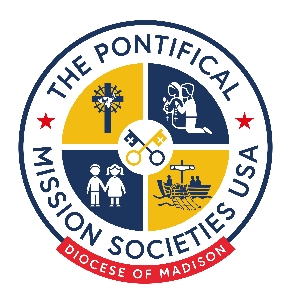 THE PONTIFICAL
MISSION SOCIETIES USA
DIOCESE OF MADISON